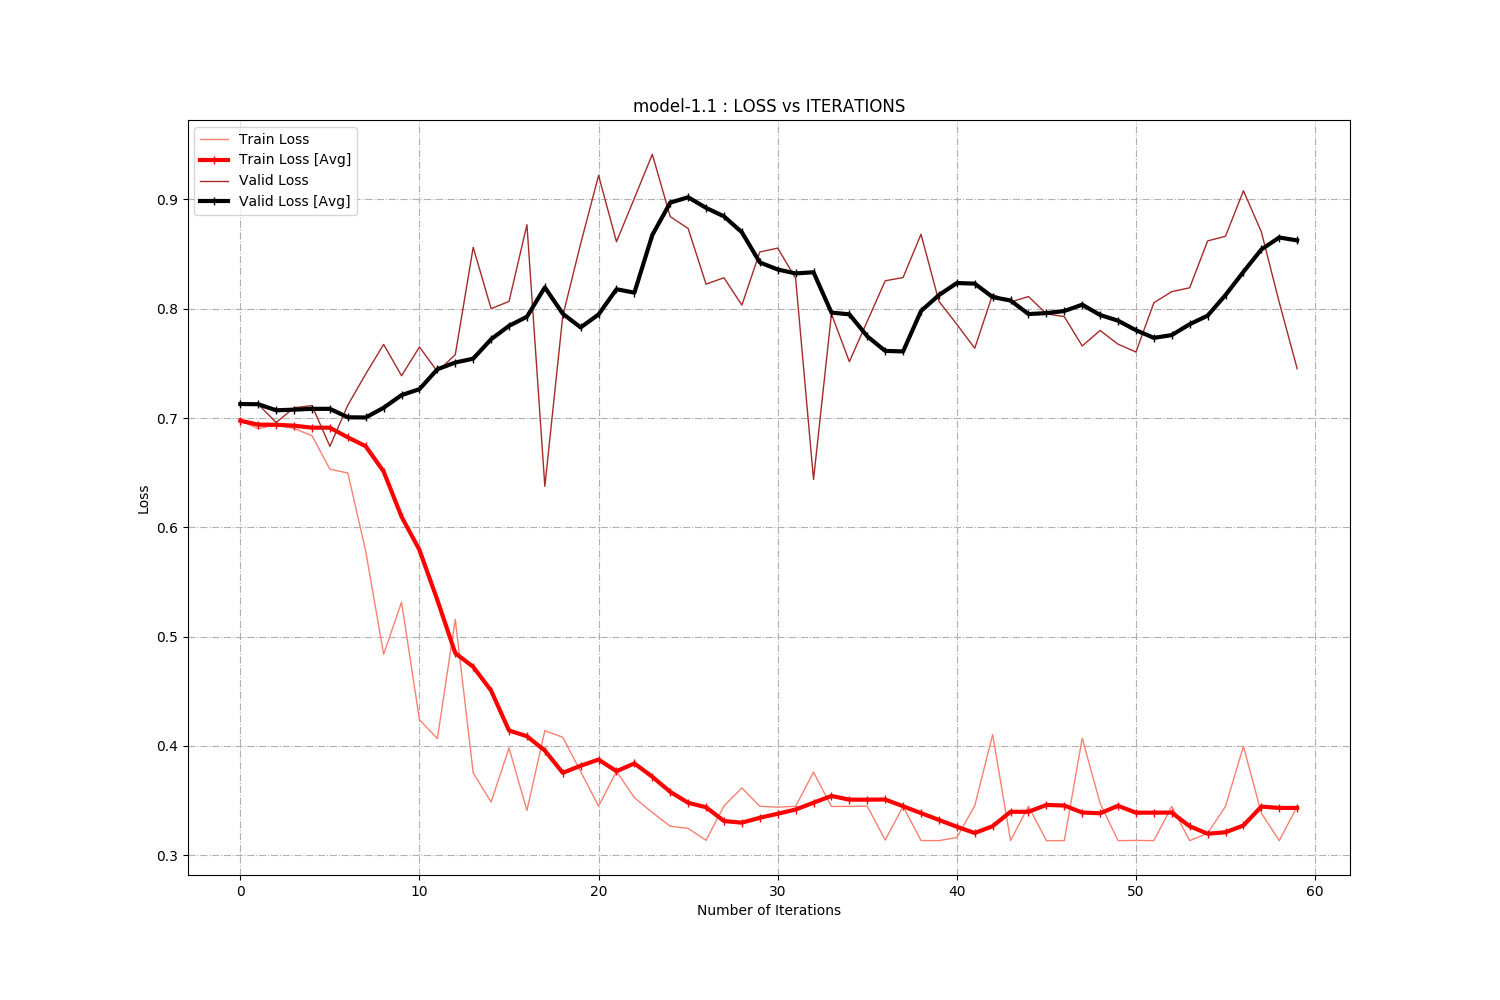 model-1.1 : LOSS vs ITERATIONS
Train Loss
Train Loss [Avg]
Valid Loss
Valid Loss [Avg]
0.9
0.8
0.7
0.6
0.5
0.4
0.3
Loss
0 10 20 30 40 50 60
Number of Iterations